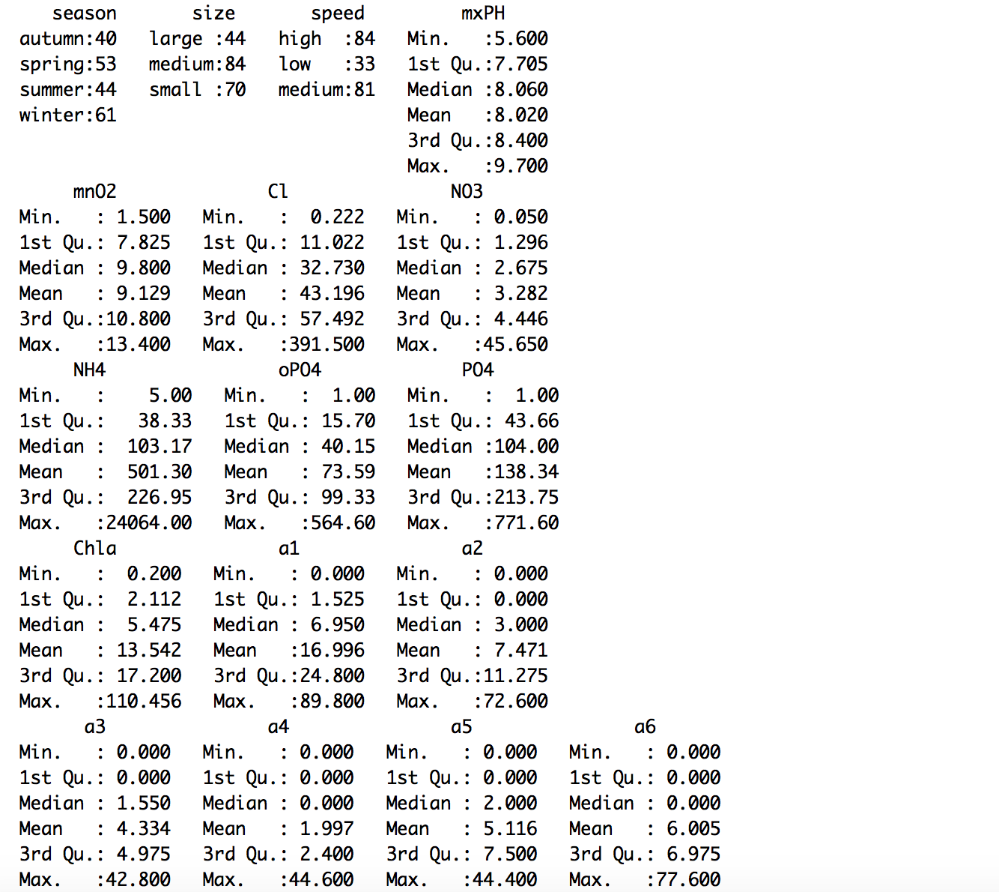 season       size       speed         mxPH
autumn:40   large :44   high  :84   Min.   :5.600
spring:53   medium:84   low   :33   1st Qu.:7.705
summer:44   small :70   medium:81   Median :8.060
winter:61                           Mean   :8.020
                                    3rd Qu.:8.400
                                    Max.   :9.700
     mnO2              Cl               NO3
Min.   : 1.500   Min.   :  0.222   Min.   : 0.050
1st Qu.: 7.825   1st Qu.: 11.022   1st Qu.: 1.296
Median : 9.800   Median : 32.730   Median : 2.675
Mean   : 9.129   Mean   : 43.196   Mean   : 3.282
3rd Qu.:10.800   3rd Qu.: 57.492   3rd Qu.: 4.446
Max.   :13.400   Max.   :391.500   Max.   :45.650
     NH4                oPO4             PO4
Min.   :    5.00   Min.   :  1.00   Min.   :  1.00
1st Qu.:   38.33   1st Qu.: 15.70   1st Qu.: 43.66
Median :  103.17   Median : 40.15   Median :104.00
Mean   :  501.30   Mean   : 73.59   Mean   :138.34
3rd Qu.:  226.95   3rd Qu.: 99.33   3rd Qu.:213.75
Max.   :24064.00   Max.   :564.60   Max.   :771.60
     Chla               a1               a2
Min.   :  0.200   Min.   : 0.000   Min.   : 0.000
1st Qu.:  2.112   1st Qu.: 1.525   1st Qu.: 0.000
Median :  5.475   Median : 6.950   Median : 3.000
Mean   : 13.542   Mean   :16.996   Mean   : 7.471
3rd Qu.: 17.200   3rd Qu.:24.800   3rd Qu.:11.275
Max.   :110.456   Max.   :89.800   Max.   :72.600
      a3               a4               a5               a6
Min.   : 0.000   Min.   : 0.000   Min.   : 0.000   Min.   : 0.000
1st Qu.: 0.000   1st Qu.: 0.000   1st Qu.: 0.000   1st Qu.: 0.000
Median : 1.550   Median : 0.000   Median : 2.000   Median : 0.000
Mean   : 4.334   Mean   : 1.997   Mean   : 5.116   Mean   : 6.005
3rd Qu.: 4.975   3rd Qu.: 2.400   3rd Qu.: 7.500   3rd Qu.: 6.975
Max.   :42.800   Max.   :44.600   Max.   :44.400   Max.   :77.600